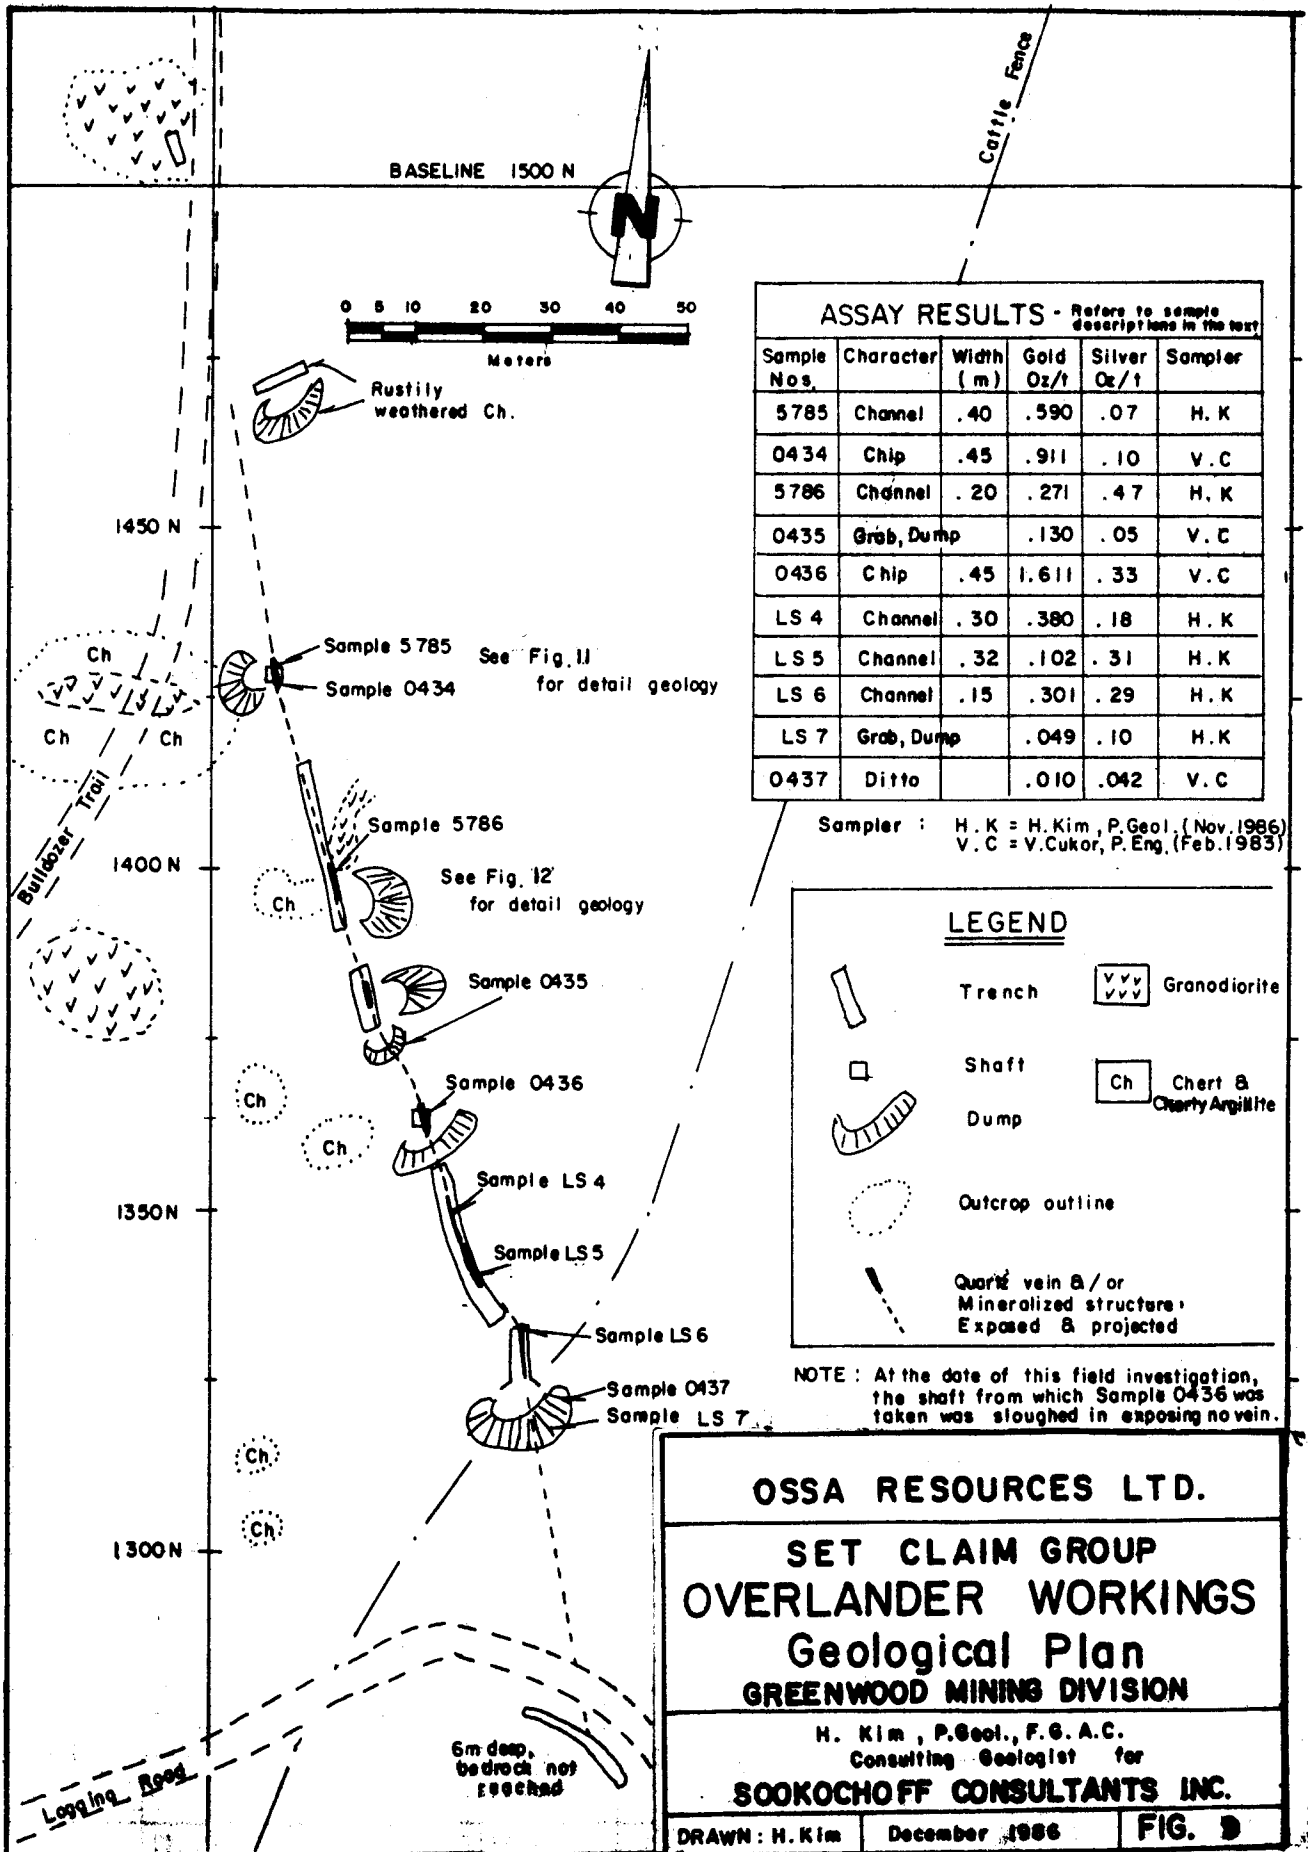 Cattle Fence
BASELINE 1500 N
N
0 5 10 20 30 40 50
Meters
Rustily
weathered Ch.
ASSAY RESULTS - Refers to sample
descriptions in the text
Sample Nos. Character Width (m) Gold Oz/t Silver Oz/t Sampler
5785 Channel .40 .590 .07 H. K
0434 Chip .45 .911 .10 V. C
5786 Channel .20 .271 .47 H. K
0435 Grab, Dump .130 .05 V. C
0436 Chip .45 1.611 .33 V. C
LS 4 Channel .30 .380 .18 H. K
LS 5 Channel .32 .102 .31 H. K
LS 6 Channel .15 .301 .29 H. K
LS 7 Grab, Dump .049 .10 H. K
0437 Ditto .010 .042 V. C
Sampler : H. K = H. Kim, P. Geol. (Nov. 1986)
V. C = V. Cukor, P. Eng. (Feb. 1983)
1450 N
Ch
Ch
Ch
Sample 5785
Sample 0434
See Fig. 11
for detail geology
Bulldozer Trail
Sample 5786
1400 N
Ch
See Fig. 12
for detail geology
Sample 0435
Sample 0436
Ch
Ch
Sample LS 4
1350 N
Sample LS 5
Sample LS 6
Sample 0437
Sample LS 7
Ch
Ch
1300 N
6m deep,
bedrock not
reached
Logging Road
LEGEND
Trench
Granodiorite
Shaft
Ch
Chert &
Cherty Argillite
Dump
Outcrop outline
Quartz vein & / or
Mineralized structure,
Exposed & projected
NOTE : At the date of this field investigation,
the shaft from which Sample 0436 was
taken was sloughed in exposing no vein.
OSSA RESOURCES LTD.
SET CLAIM GROUP
OVERLANDER WORKINGS
Geological Plan
GREENWOOD MINING DIVISION
H. Kim, P. Geol., F. G. A. C.
Consulting Geologist for
SOOKOCHOFF CONSULTANTS INC.
DRAWN : H. Kim
December 1986
FIG. 9